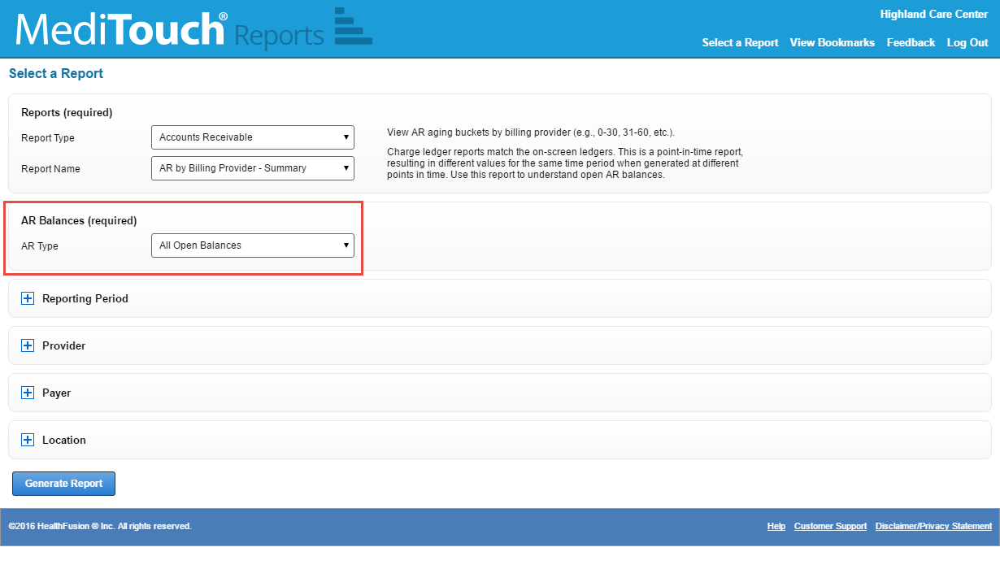 MediTouch® Reports
Highland Care Center
Select a Report View Bookmarks Feedback Log Out
Select a Report
Reports (required)
Report Type Accounts Receivable
View AR aging buckets by billing provider (e.g., 0-30, 31-60, etc.).
Charge ledger reports match the on-screen ledgers. This is a point-in-time report,
resulting in different values for the same time period when generated at different
points in time. Use this report to understand open AR balances.
Report Name AR by Billing Provider - Summary
AR Balances (required)
AR Type All Open Balances
Reporting Period
Provider
Payer
Location
Generate Report
©2016 HealthFusion ® Inc. All rights reserved.
Help Customer Support Disclaimer/Privacy Statement